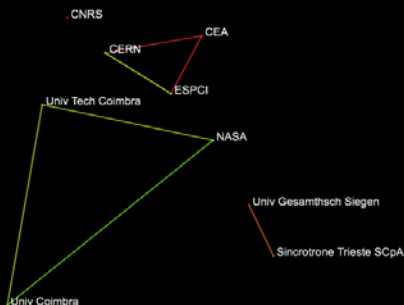 CNRS
CEA
CERN
ESPCI
Univ Tech Coimbra
NASA
Univ Gesamthsch Siegen
Sincrotrone Trieste SCpA
Univ Coimbra